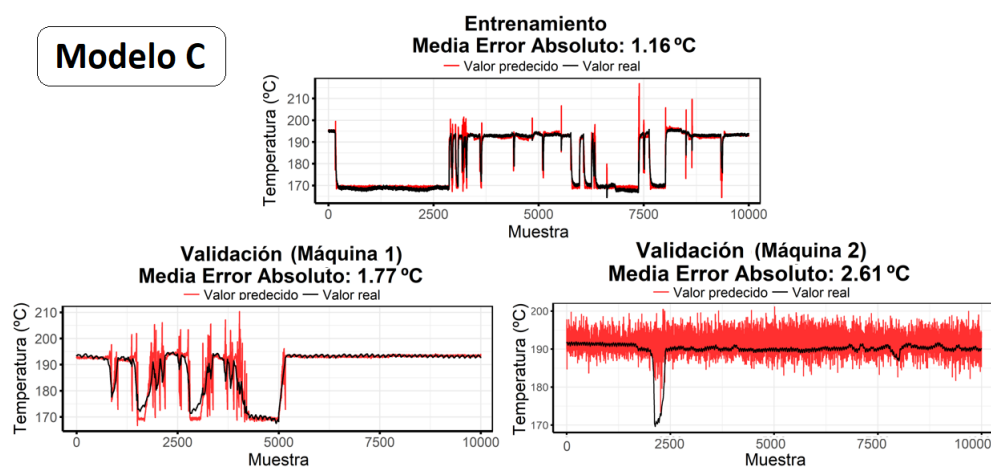 Modelo C
Entrenamiento
Media Error Absoluto: 1.16 ºC
Valor predecido Valor real
Temperatura (ºC)
210
200
190
180
170
0 2500 5000 7500 10000
Muestra
Validación (Máquina 1)
Media Error Absoluto: 1.77 ºC
Valor predecido Valor real
Temperatura (ºC)
210
200
190
180
170
0 2500 5000 7500 10000
Muestra
Validación (Máquina 2)
Media Error Absoluto: 2.61 ºC
Valor predecido Valor real
Temperatura (ºC)
200
190
180
170
0 2500 5000 7500 10000
Muestra